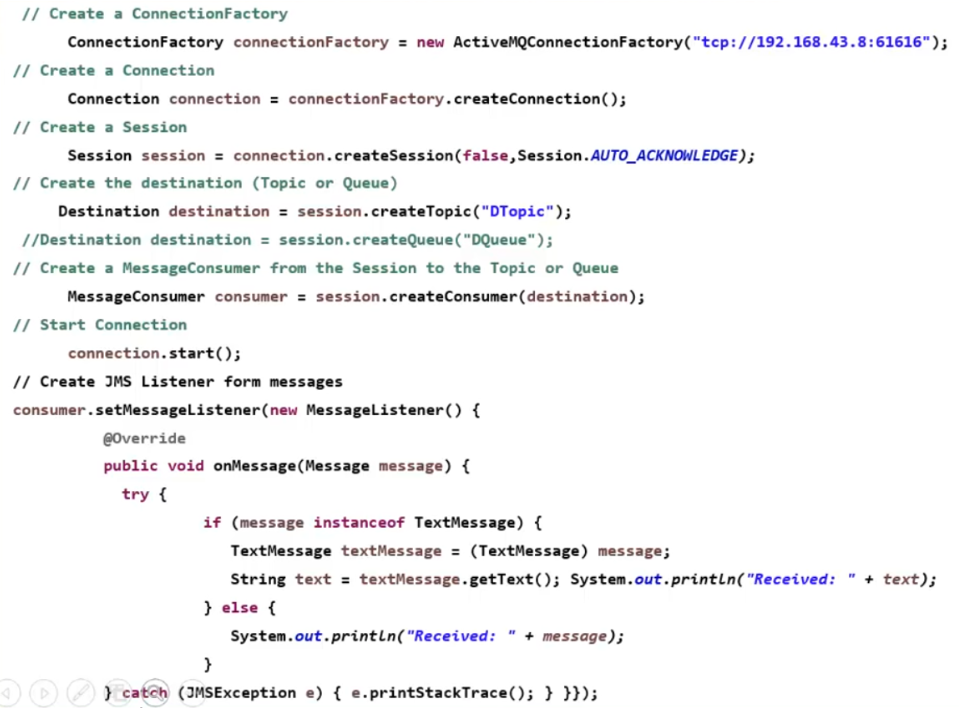 // Create a ConnectionFactory
ConnectionFactory connectionFactory = new ActiveMQConnectionFactory("tcp://192.168.43.8:61616");
// Create a Connection
Connection connection = connectionFactory.createConnection();
// Create a Session
Session session = connection.createSession(false,Session.AUTO_ACKNOWLEDGE);
// Create the destination (Topic or Queue)
Destination destination = session.createTopic("DTopic");
//Destination destination = session.createQueue("DQueue");
// Create a MessageConsumer from the Session to the Topic or Queue
MessageConsumer consumer = session.createConsumer(destination);
// Start Connection
connection.start();
// Create JMS Listener form messages
consumer.setMessageListener(new MessageListener() {
@Override
public void onMessage(Message message) {
try {
if (message instanceof TextMessage) {
TextMessage textMessage = (TextMessage) message;
String text = textMessage.getText(); System.out.println("Received: " + text);
} else {
System.out.println("Received: " + message);
}
} catch (JMSException e) { e.printStackTrace(); } }});